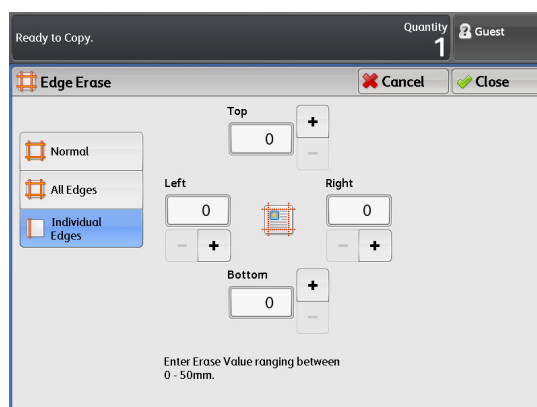 Ready to Copy.
Quantity
1
Guest
Edge Erase
Cancel
Close
Normal
All Edges
Individual
Edges
Top
0
+
−
Left
0
−
+
Right
0
−
+
Bottom
0
+
−
Enter Erase Value ranging between
0 - 50mm.